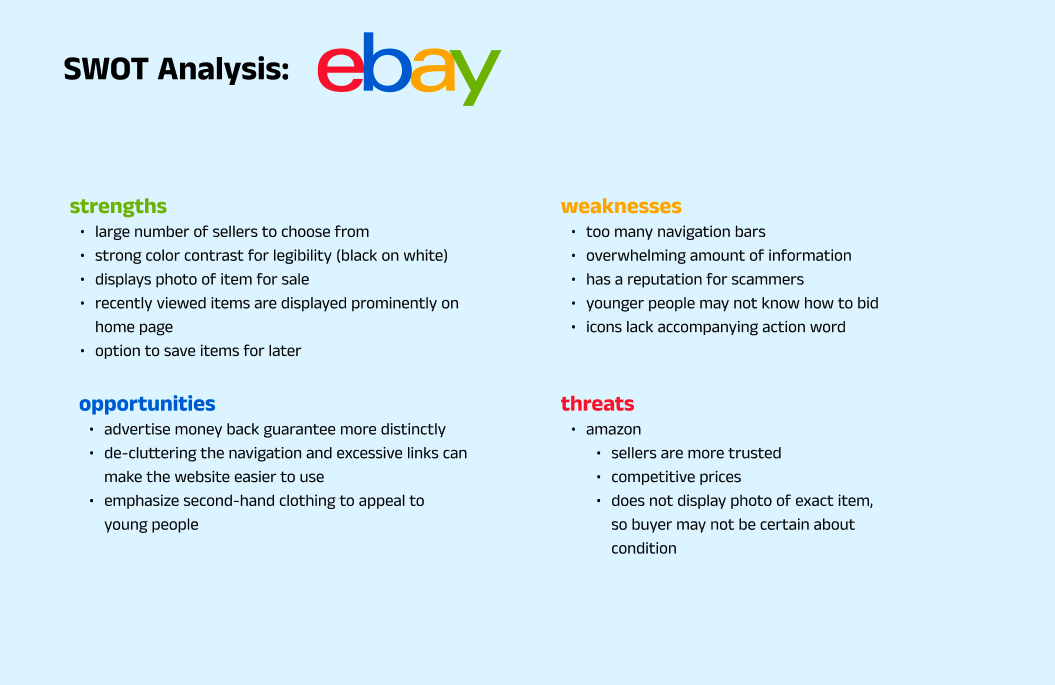 SWOT Analysis: ebay
strengths
• large number of sellers to choose from
• strong color contrast for legibility (black on white)
• displays photo of item for sale
• recently viewed items are displayed prominently on
home page
• option to save items for later
weaknesses
• too many navigation bars
• overwhelming amount of information
• has a reputation for scammers
• younger people may not know how to bid
• icons lack accompanying action word
opportunities
• advertise money back guarantee more distinctly
• de-cluttering the navigation and excessive links can
make the website easier to use
• emphasize second-hand clothing to appeal to
young people
threats
• amazon
• sellers are more trusted
• competitive prices
• does not display photo of exact item,
so buyer may not be certain about
condition